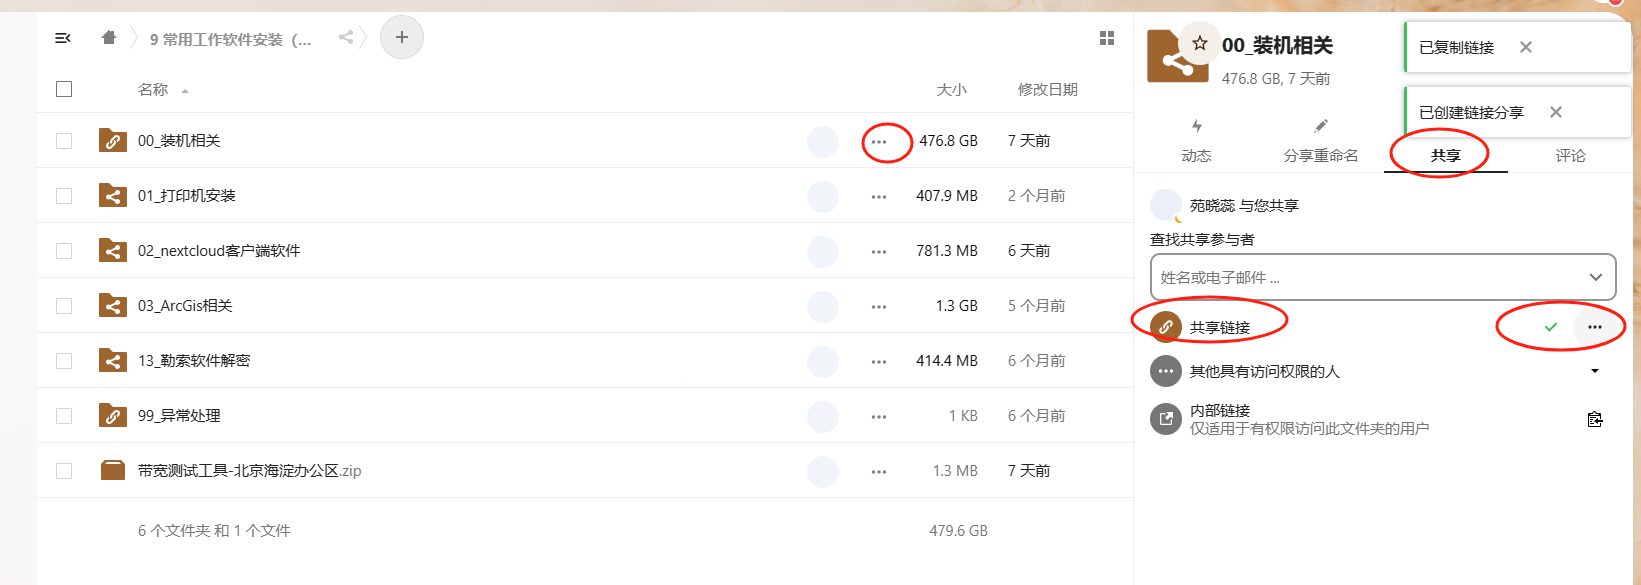 9 常用工作软件安装（...
名称 大小 修改日期
00_装机相关 476.8 GB 7 天前
01_打印机安装 407.9 MB 2 个月前
02_nextcloud客户端软件 781.3 MB 6 天前
03_ArcGis相关 1.3 GB 5 个月前
13_勒索软件解密 414.4 MB 6 个月前
99_异常处理 1 KB 6 个月前
带宽测试工具-北京海淀办公区.zip 1.3 MB 7 天前
6 个文件夹 和 1 个文件 479.6 GB
00_装机相关
476.8 GB, 7 天前
已复制链接
已创建链接分享
动态 分享重命名 共享 评论
苑晓蕊 与您共享
查找共享参与者
姓名或电子邮件 ...
共享链接
其他具有访问权限的人
内部链接
仅适用于有权限访问此文件夹的用户